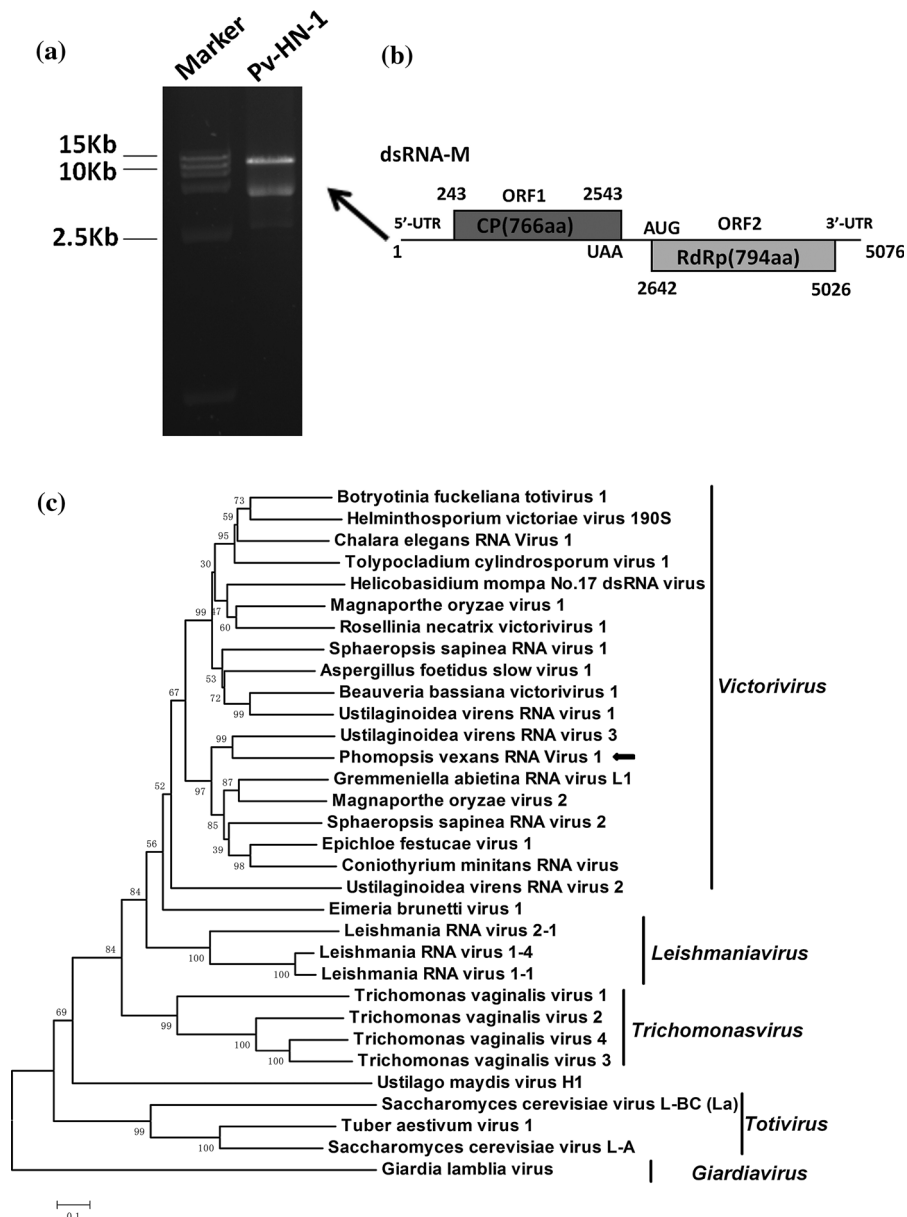 (a)
Marker
Pv-HN-1
15Kb
10Kb
2.5Kb
(b)
dsRNA-M
243 ORF1 2543
5’-UTR
CP(766aa)
AUG ORF2 3’-UTR
1
UAA
RdRp(794aa)
5076
2642
5026
(c)
73 Botryotinia fuckeliana totivirus 1
59 Helminthosporium victoriae virus 190S
95 Chalara elegans RNA Virus 1
Tolypocladium cylindrosporum virus 1
30 Helicobasidium mompa No.17 dsRNA virus
99 47 Magnaporthe oryzae virus 1
60 Rosellinia necatrix victorivirus 1
Sphaeropsis sapinea RNA virus 1
53 Aspergillus foetidus slow virus 1
72 Beauveria bassiana victorivirus 1
Victorivirus
67 99 Ustilaginoidea virens RNA virus 1
99 Ustilaginoidea virens RNA virus 3
Phomopsis vexans RNA Virus 1
97 87 Gremmeniella abietina RNA virus L1
52 Magnaporthe oryzae virus 2
85 Sphaeropsis sapinea RNA virus 2
39 Epichloe festucae virus 1
56 98 Coniothyrium minitans RNA virus
Ustilaginoidea virens RNA virus 2
84 Eimeria brunetti virus 1
Leishmania RNA virus 2-1
84 100 Leishmania RNA virus 1-4
Leishmaniavirus
100 Leishmania RNA virus 1-1
Trichomonas vaginalis virus 1
69 99 Trichomonas vaginalis virus 2
100 Trichomonas vaginalis virus 4
Trichomonasvirus
100 Trichomonas vaginalis virus 3
Ustilago maydis virus H1
Saccharomyces cerevisiae virus L-BC (La)
99 Tuber aestivum virus 1
Totivirus
100 Saccharomyces cerevisiae virus L-A
Giardia lamblia virus
Giardiavirus
0.1